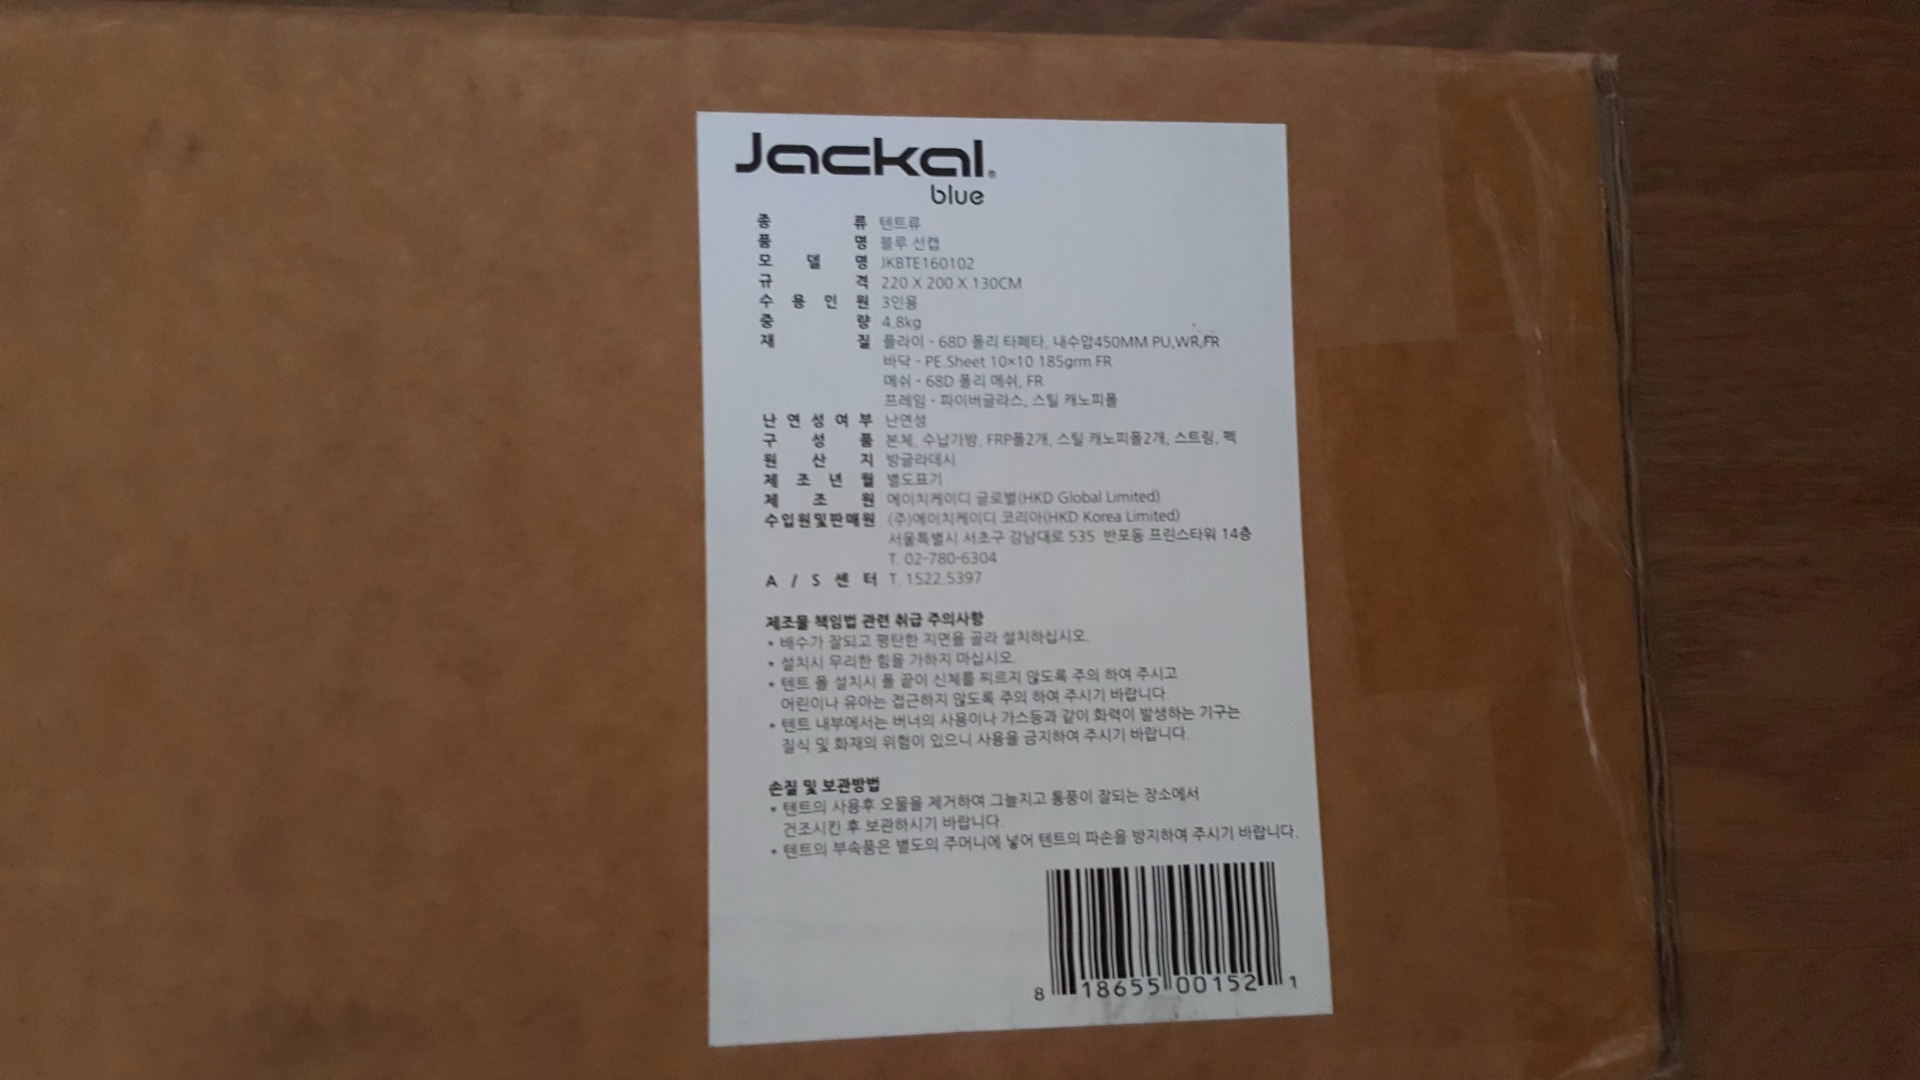 Jackal®
blue
종 류 텐트류
품 명 블루 선캡
모 델 명 JKBTE160102
규 격 220 X 200 X 130CM
수 용 인 원 3인용
중 량 4.8kg
재 질 플라이 - 68D 폴리 타페타, 내수압450MM PU,WR,FR
바닥 - PE.Sheet 10×10 185grm FR
메쉬 - 68D 폴리 메쉬, FR
프레임 - 파이버글라스, 스틸 캐노피폴
난 연 성 여 부 난연성
구 성 품 본체, 수납가방, FRP폴2개, 스틸 캐노피폴2개, 스트링, 펙
원 산 지 방글라데시
제 조 년 월 별도표기
제 조 원 에이치케이디 글로벌(HKD Global Limited)
수입원및판매원 (주)에이치케이디 코리아(HKD Korea Limited)
서울특별시 서초구 강남대로 535 반포동 프린스타워 14층
T. 02-780-6304
A / S 센 터 T. 1522.5397
제조물 책임법 관련 취급 주의사항
* 배수가 잘되고 평탄한 지면을 골라 설치하십시오.
* 설치시 무리한 힘을 가하지 마십시오.
* 텐트 폴 설치시 폴 끝이 신체를 찌르지 않도록 주의 하여 주시고
어린이나 유아는 접근하지 않도록 주의 하여 주시기 바랍니다.
* 텐트 내부에서는 버너의 사용이나 가스등과 같이 화력이 발생하는 기구는
질식 및 화재의 위험이 있으니 사용을 금지하여 주시기 바랍니다.
손질 및 보관방법
* 텐트의 사용후 오물을 제거하여 그늘지고 통풍이 잘되는 장소에서
건조시킨 후 보관하시기 바랍니다.
* 텐트의 부속품은 별도의 주머니에 넣어 텐트의 파손을 방지하여 주시기 바랍니다.
8 18655 00152 1